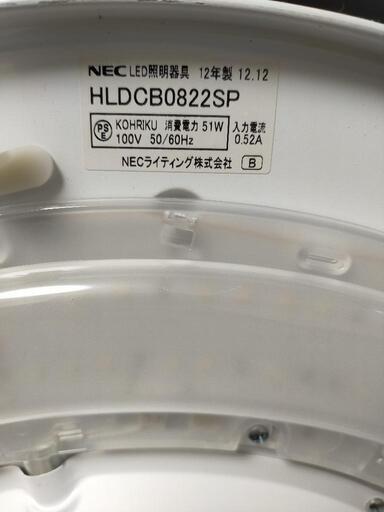 NEC LED照明器具 12年製 12.12
HLDCB0822SP
PSE KOHRIKU 消費電力 51W 入力電流
100V 50/60Hz 0.52A
NECライティング株式会社 B